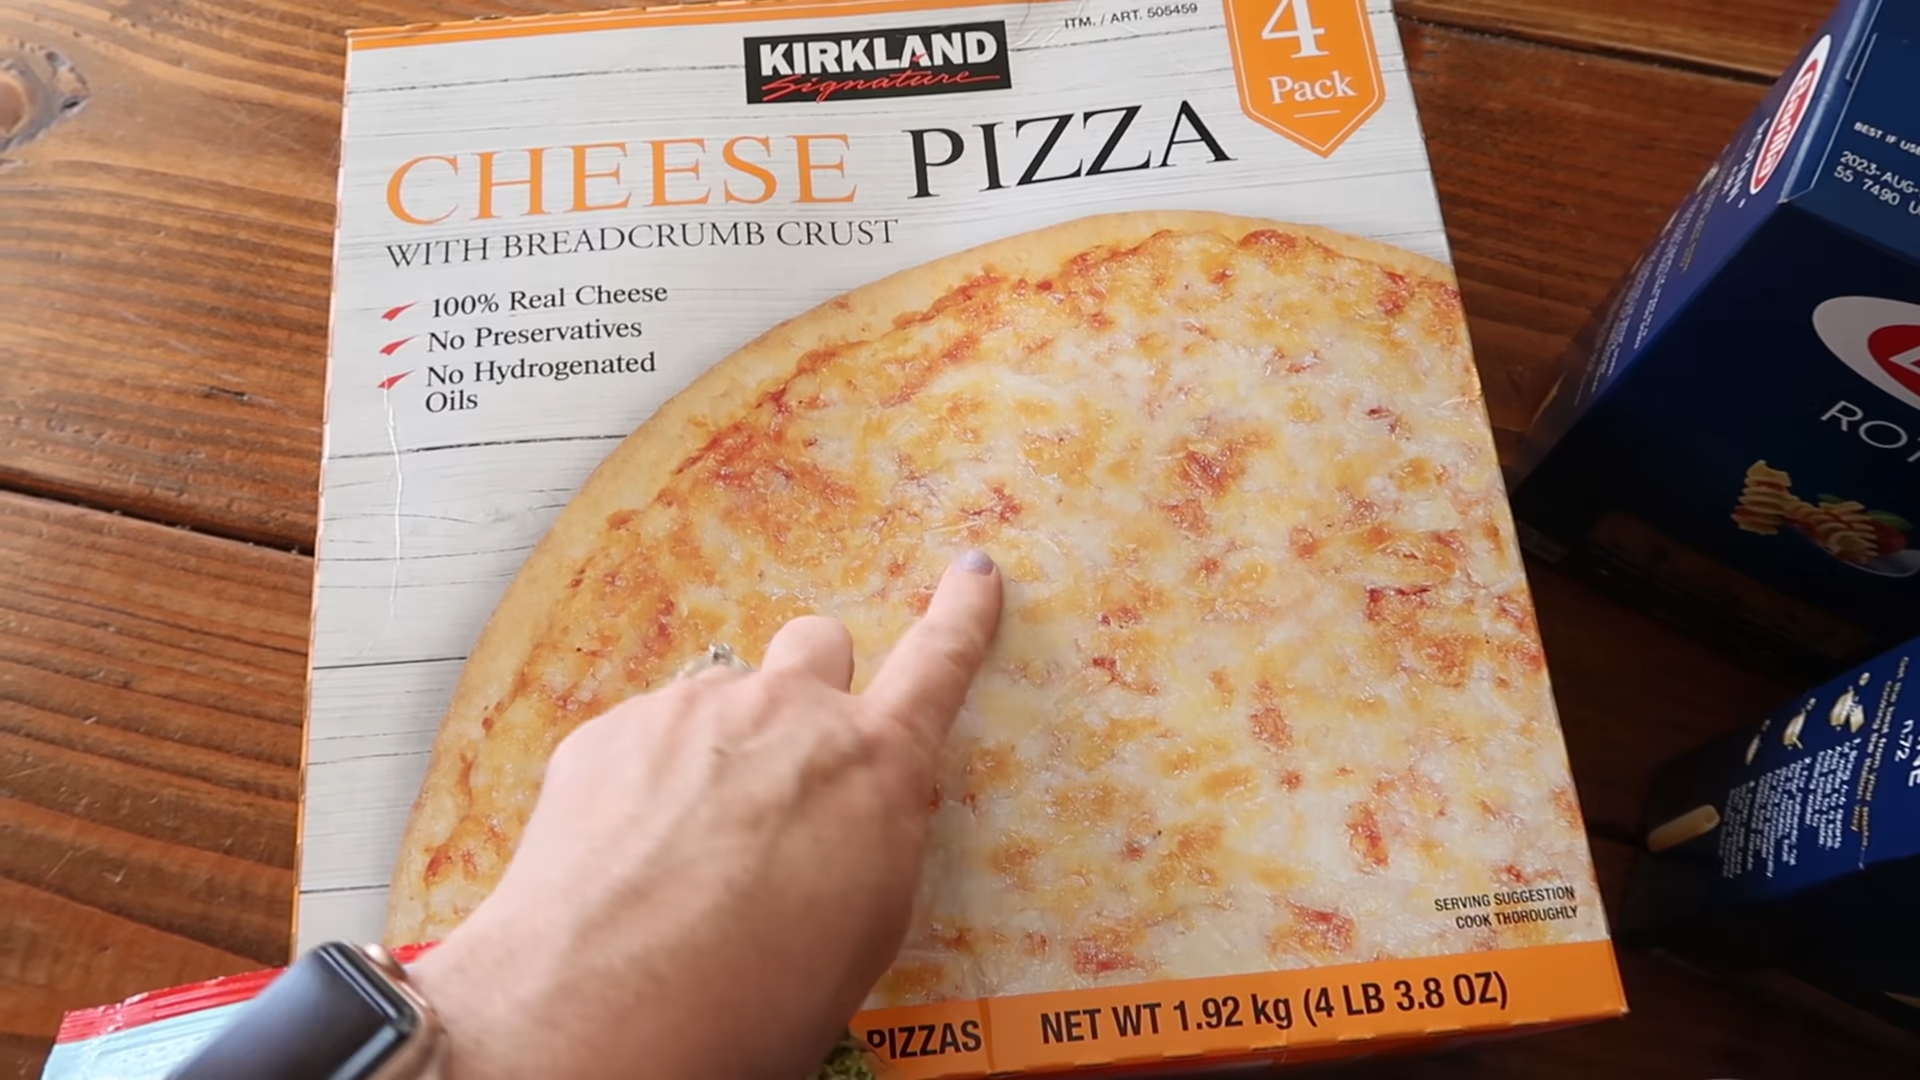 ITM. / ART. 505459
4
Pack
KIRKLAND
Signature
CHEESE PIZZA
WITH BREADCRUMB CRUST
100% Real Cheese
No Preservatives
No Hydrogenated
Oils
SERVING SUGGESTION
COOK THOROUGHLY
PIZZAS
NET WT 1.92 kg (4 LB 3.8 OZ)
Barilla
BEST IF
2023-AUG-
55 7490 U
n.72